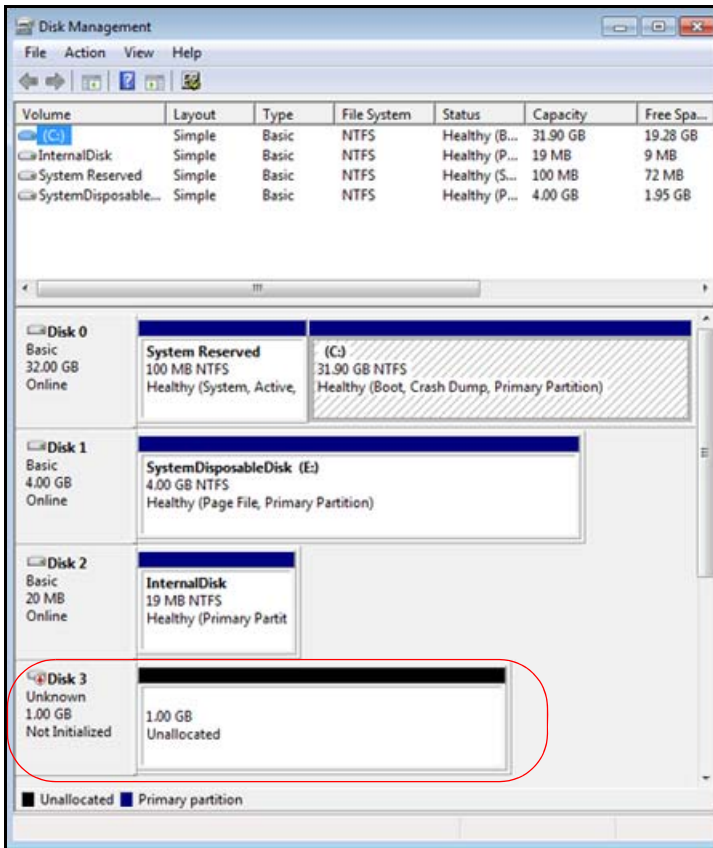 Disk Management
File Action View Help
Volume Layout Type File System Status Capacity Free Spa...
(C:) Simple Basic NTFS Healthy (B... 31.90 GB 19.28 GB
InternalDisk Simple Basic NTFS Healthy (P... 19 MB 9 MB
System Reserved Simple Basic NTFS Healthy (S... 100 MB 72 MB
SystemDisposable... Simple Basic NTFS Healthy (P... 4.00 GB 1.95 GB
Disk 0
Basic
32.00 GB
Online
System Reserved
100 MB NTFS
Healthy (System, Active,
(C:)
31.90 GB NTFS
Healthy (Boot, Crash Dump, Primary Partition)
Disk 1
Basic
4.00 GB
Online
SystemDisposableDisk (E:)
4.00 GB NTFS
Healthy (Page File, Primary Partition)
Disk 2
Basic
20 MB
Online
InternalDisk
19 MB NTFS
Healthy (Primary Partit
Disk 3
Unknown
1.00 GB
Not Initialized
1.00 GB
Unallocated
Unallocated Primary partition